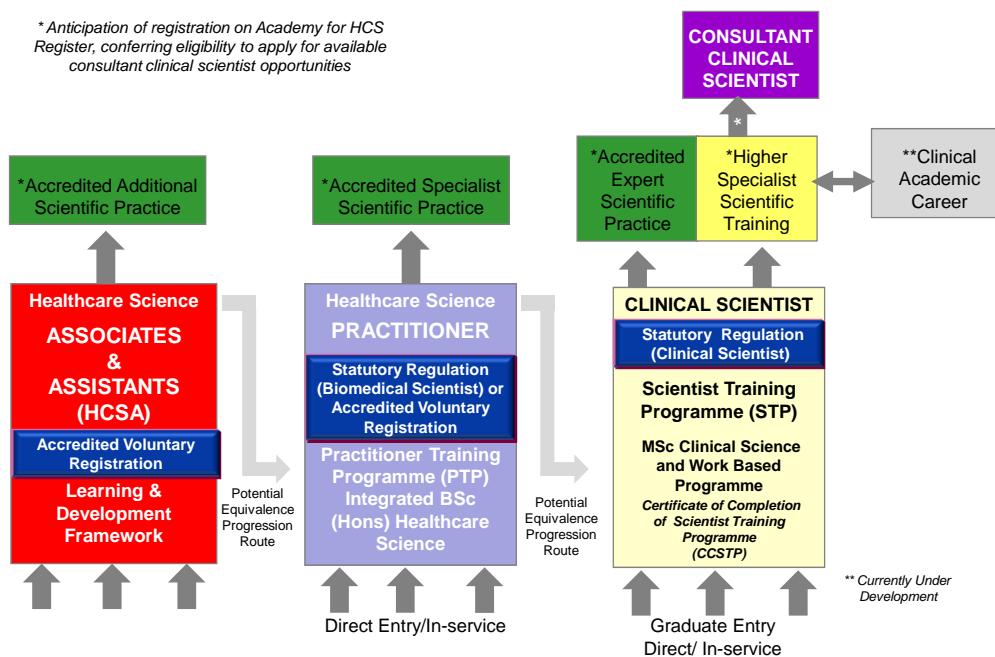 * Anticipation of registration on Academy for HCS
Register, conferring eligibility to apply for available
consultant clinical scientist opportunities
CONSULTANT
CLINICAL
SCIENTIST
*
*Accredited Additional
Scientific Practice
*Accredited Specialist
Scientific Practice
*Accredited
Expert
Scientific
Practice
*Higher
Specialist
Scientific
Training
**Clinical
Academic
Career
Healthcare Science
ASSOCIATES
&
ASSISTANTS
(HCSA)
Accredited Voluntary
Registration
Learning &
Development
Framework
Potential
Equivalence
Progression
Route
Healthcare Science
PRACTITIONER
Statutory Regulation
(Biomedical Scientist) or
Accredited Voluntary
Registration
Practitioner Training
Programme (PTP)
Integrated BSc
(Hons) Healthcare
Science
Direct Entry/In-service
Potential
Equivalence
Progression
Route
CLINICAL SCIENTIST
Statutory Regulation
(Clinical Scientist)
Scientist Training
Programme (STP)
MSc Clinical Science
and Work Based
Programme
Certificate of Completion
of Scientist Training
Programme
(CCSTP)
Graduate Entry
Direct/ In-service
** Currently Under
Development